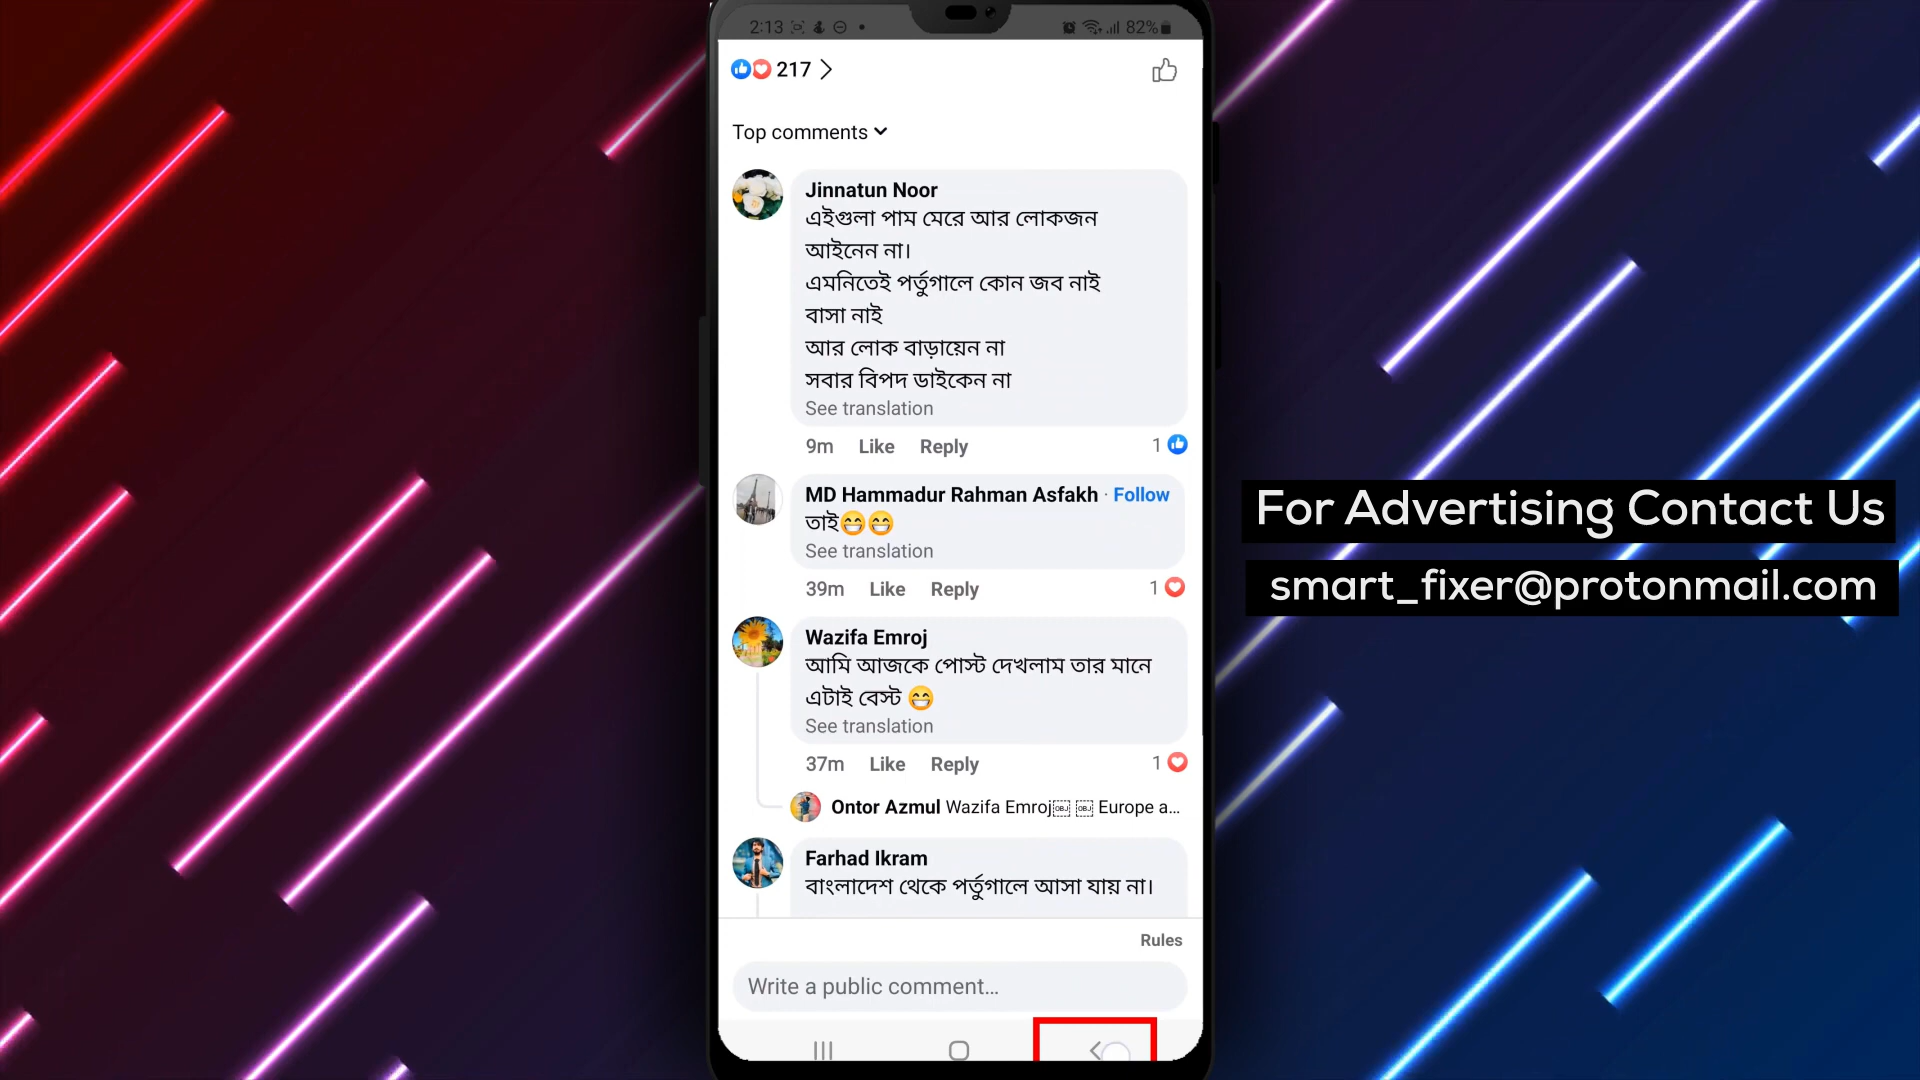 2:13 82%
217
Top comments
Jinnatun Noor
এইগুলা পাম মেরে আর লোকজন
আইনেন না।
এমনিতেই পর্তুগালে কোন জব নাই
বাসা নাই
আর লোক বাড়ায়েন না
সবার বিপদ ডাইকেন না
See translation
9m Like Reply 1
MD Hammadur Rahman Asfakh · Follow
তাই😁😁
See translation
39m Like Reply 1
Wazifa Emroj
আমি আজকে পোস্ট দেখলাম তার মানে
এটাই বেস্ট 😁
See translation
37m Like Reply 1
Ontor Azmul Wazifa Emroj￼ ￼ Europe a...
Farhad Ikram
বাংলাদেশ থেকে পর্তুগালে আসা যায় না।
Rules
Write a public comment...
For Advertising Contact Us
smart_fixer@protonmail.com